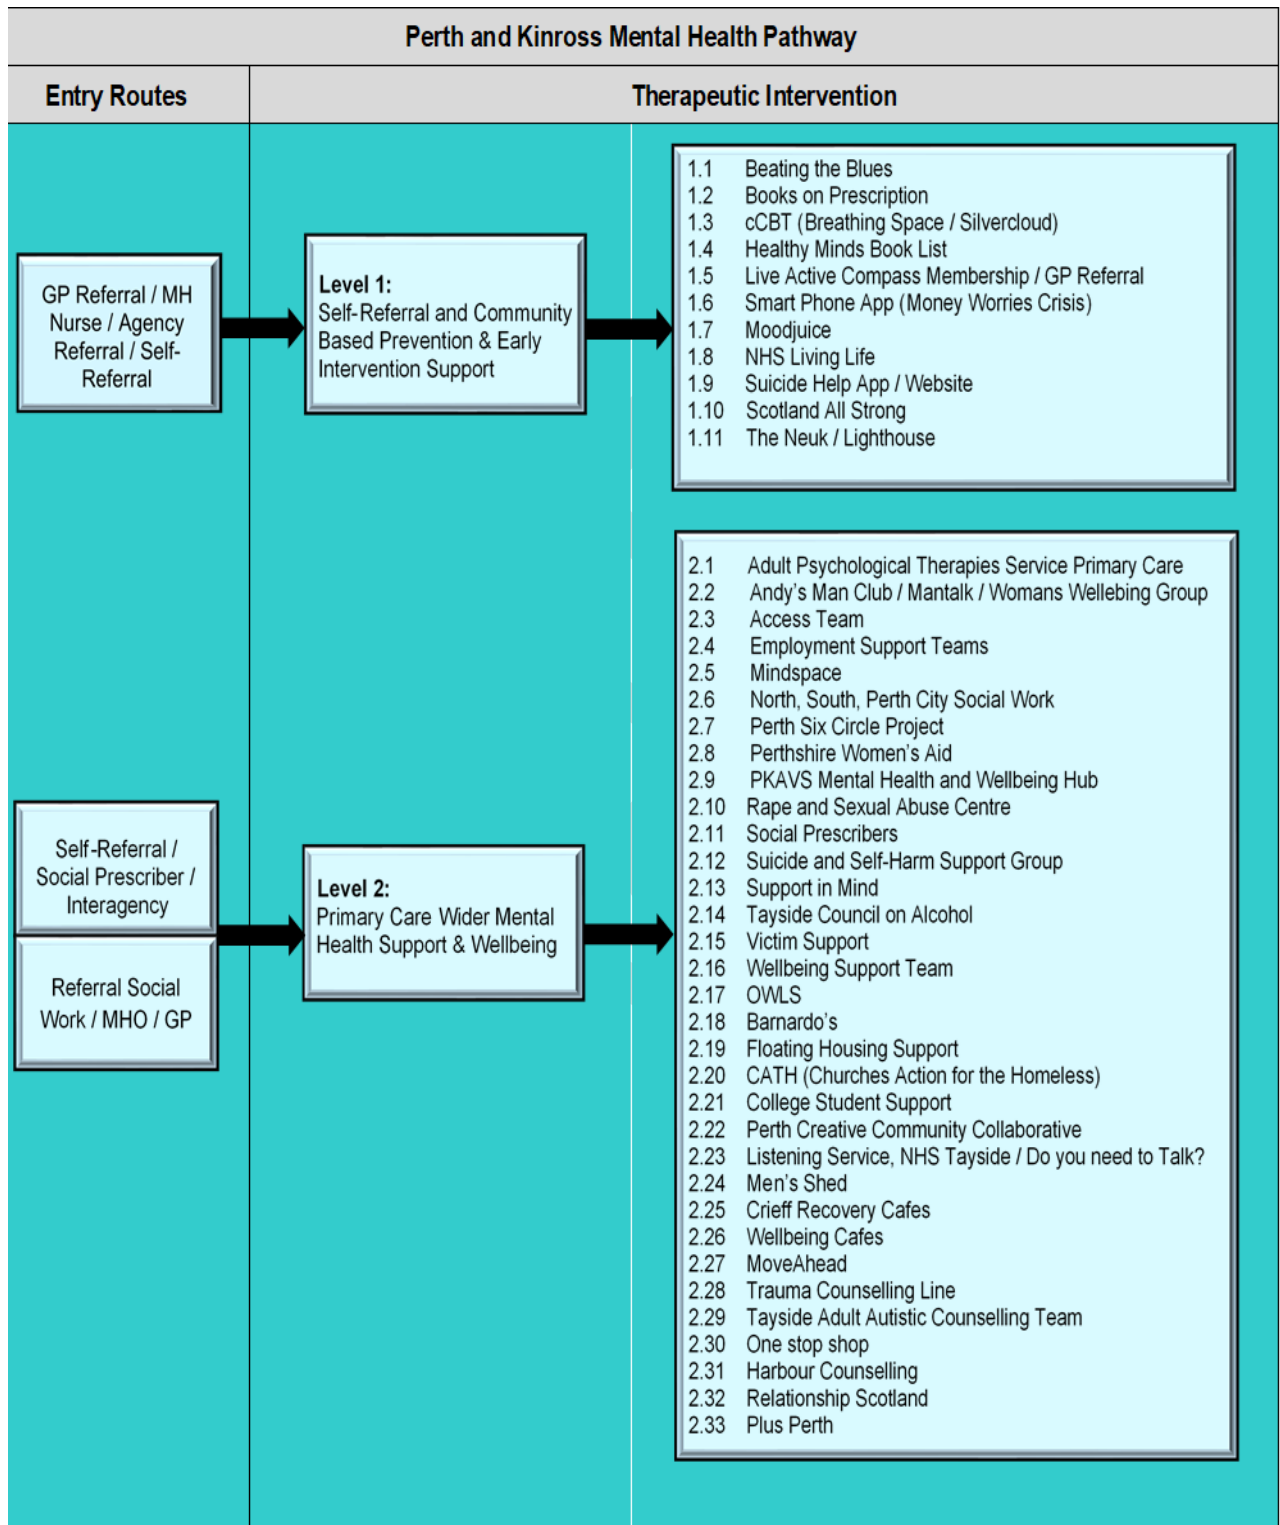 Perth and Kinross Mental Health Pathway
Entry Routes
Therapeutic Intervention
GP Referral / MH
Nurse / Agency
Referral / Self-
Referral
Level 1:
Self-Referral and Community
Based Prevention & Early
Intervention Support
1.1 Beating the Blues
1.2 Books on Prescription
1.3 cCBT (Breathing Space / Silvercloud)
1.4 Healthy Minds Book List
1.5 Live Active Compass Membership / GP Referral
1.6 Smart Phone App (Money Worries Crisis)
1.7 Moodjuice
1.8 NHS Living Life
1.9 Suicide Help App / Website
1.10 Scotland All Strong
1.11 The Neuk / Lighthouse
Self-Referral /
Social Prescriber /
Interagency
Referral Social
Work / MHO / GP
Level 2:
Primary Care Wider Mental
Health Support & Wellbeing
2.1 Adult Psychological Therapies Service Primary Care
2.2 Andy's Man Club / Mantalk / Womans Wellebing Group
2.3 Access Team
2.4 Employment Support Teams
2.5 Mindspace
2.6 North, South, Perth City Social Work
2.7 Perth Six Circle Project
2.8 Perthshire Women's Aid
2.9 PKAVS Mental Health and Wellbeing Hub
2.10 Rape and Sexual Abuse Centre
2.11 Social Prescribers
2.12 Suicide and Self-Harm Support Group
2.13 Support in Mind
2.14 Tayside Council on Alcohol
2.15 Victim Support
2.16 Wellbeing Support Team
2.17 OWLS
2.18 Barnardo's
2.19 Floating Housing Support
2.20 CATH (Churches Action for the Homeless)
2.21 College Student Support
2.22 Perth Creative Community Collaborative
2.23 Listening Service, NHS Tayside / Do you need to Talk?
2.24 Men's Shed
2.25 Crieff Recovery Cafes
2.26 Wellbeing Cafes
2.27 MoveAhead
2.28 Trauma Counselling Line
2.29 Tayside Adult Autistic Counselling Team
2.30 One stop shop
2.31 Harbour Counselling
2.32 Relationship Scotland
2.33 Plus Perth